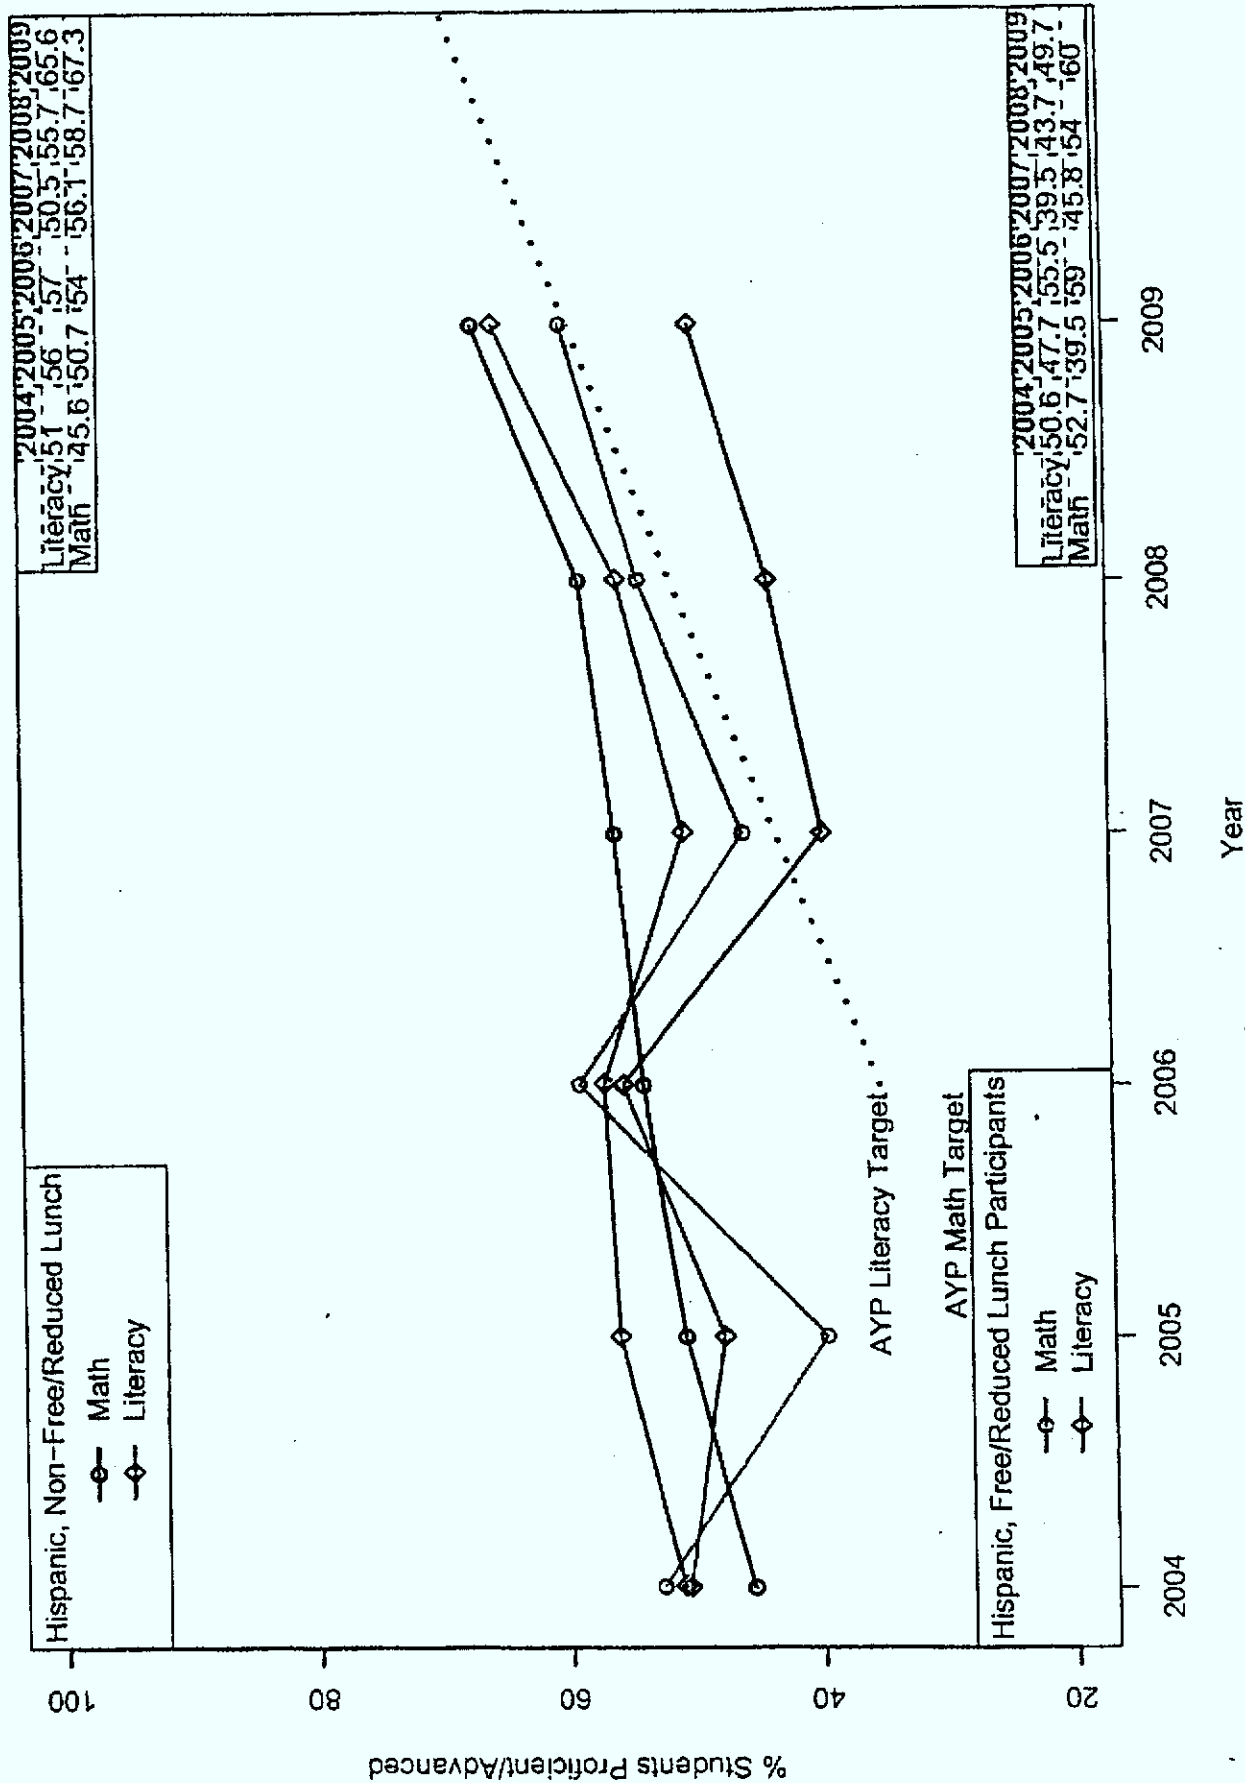 Hispanic, Non-Free/Reduced Lunch
Math
Literacy
2004 2005 2006 2007 2008 2009
Literacy 51 56 57 50.5 55.7 65.6
Math 45.6 50.7 54 56.1 58.7 67.3
% Students Proficient/Advanced
100
80
60
40
20
AYP Literacy Target
AYP Math Target
Hispanic, Free/Reduced Lunch Participants
Math
Literacy
2004 2005 2006 2007 2008 2009
Literacy 50.6 47.7 55.5 39.5 43.7 49.7
Math 52.7 39.5 59 45.8 54 60
2004 2005 2006 2007 2008 2009
Year